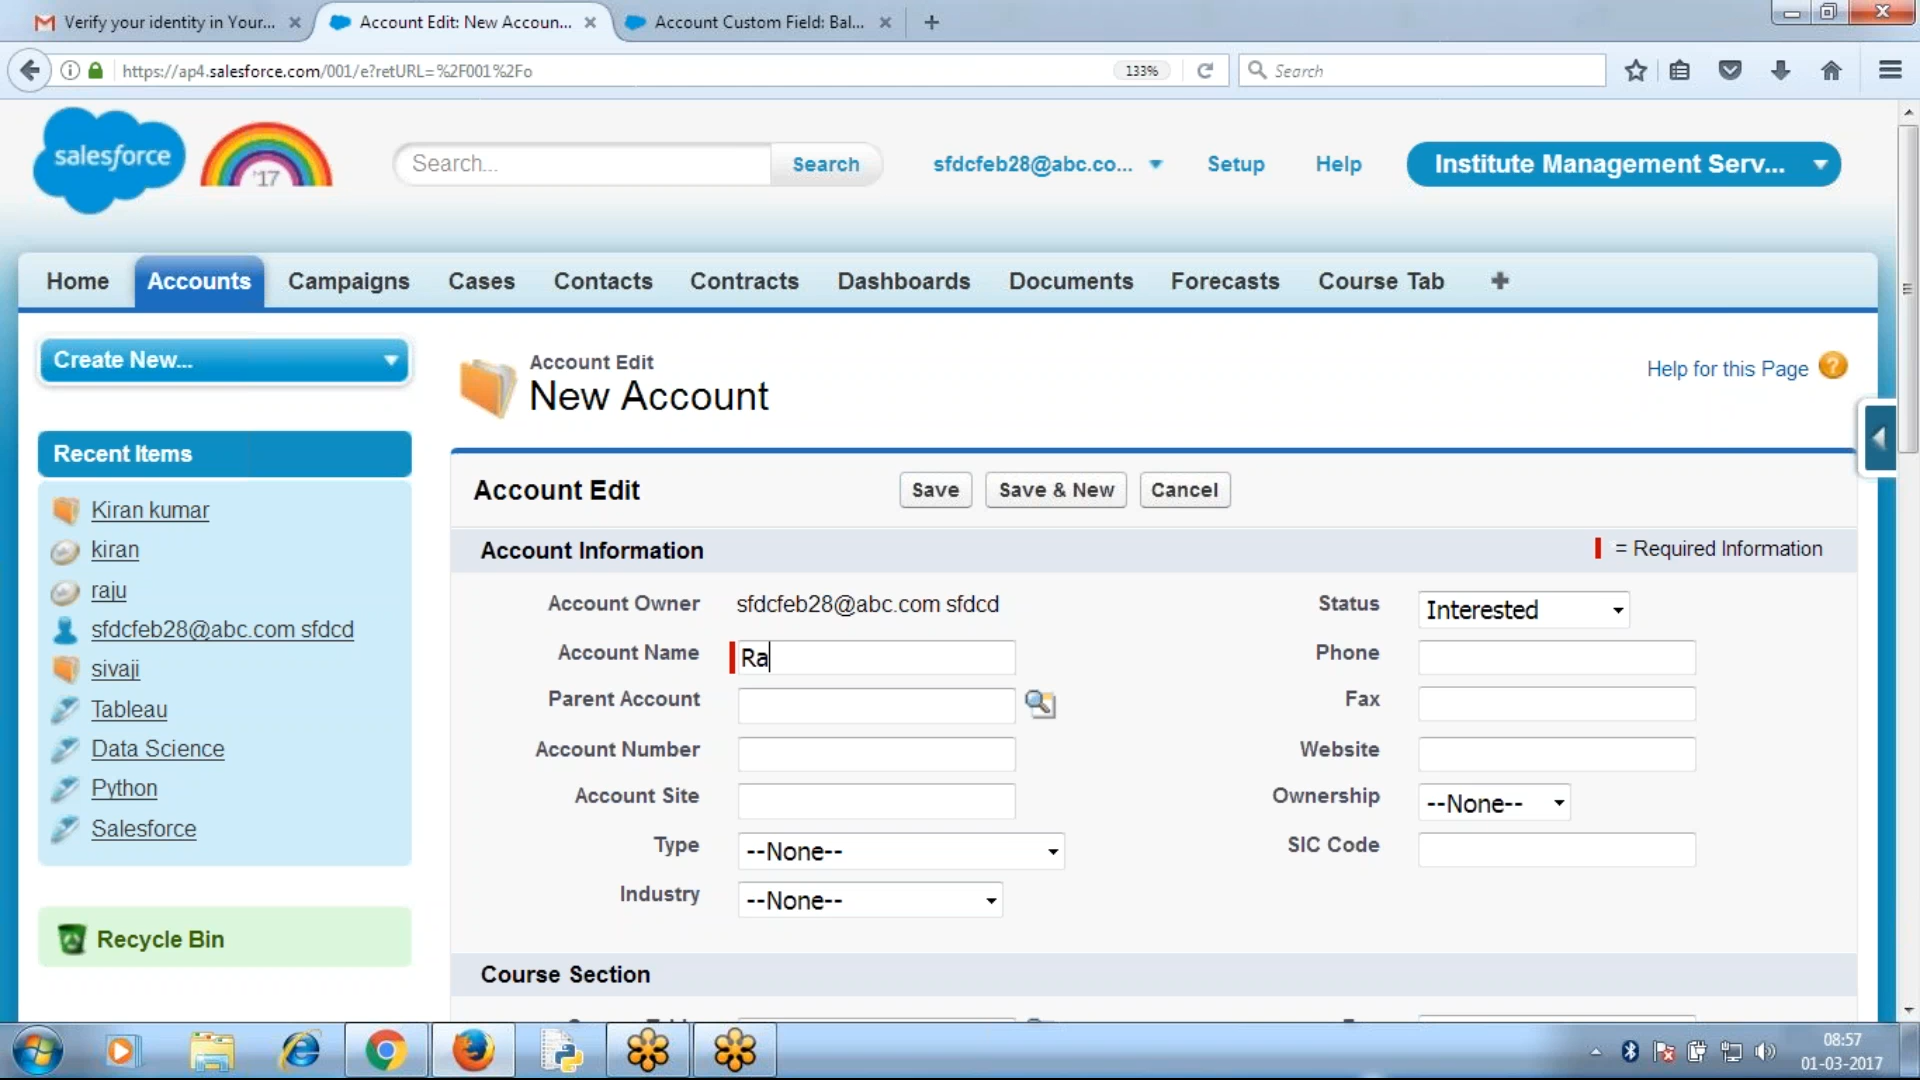 Verify your identity in Your...
Account Edit: New Accoun...
Account Custom Field: Bal...
https://ap4.salesforce.com/001/e?retURL=%2F001%2Fo
133%
Search
salesforce
'17
Search...
Search
sfdcfeb28@abc.co...
Setup
Help
Institute Management Serv...
Home
Accounts
Campaigns
Cases
Contacts
Contracts
Dashboards
Documents
Forecasts
Course Tab
Create New...
Account Edit
New Account
Help for this Page
Recent Items
Kiran kumar
kiran
raju
sfdcfeb28@abc.com sfdcd
sivaji
Tableau
Data Science
Python
Salesforce
Recycle Bin
Account Edit
Save
Save & New
Cancel
Account Information
= Required Information
Account Owner
sfdcfeb28@abc.com sfdcd
Status
Interested
Account Name
Ra
Phone
Parent Account
Fax
Account Number
Website
Account Site
Ownership
--None--
Type
--None--
SIC Code
Industry
--None--
Course Section
08:57
01-03-2017